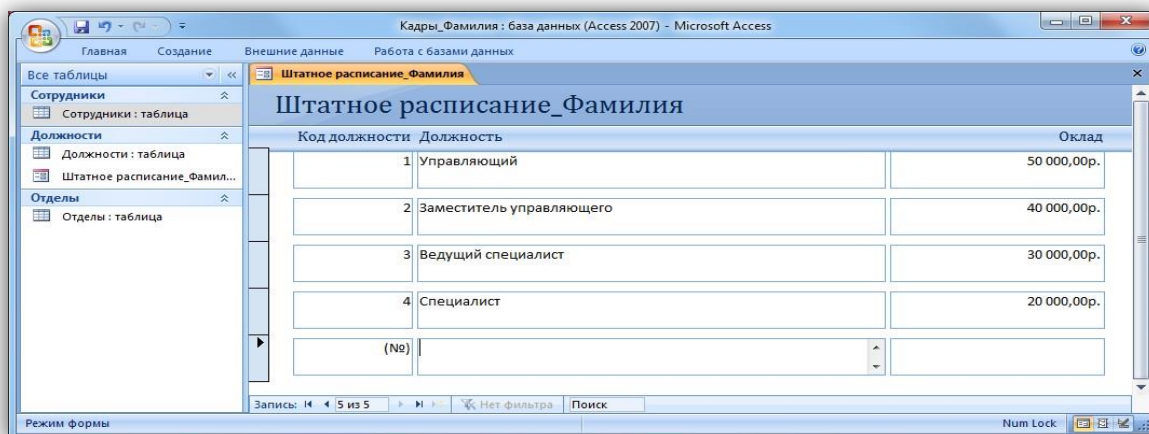 Кадры_Фамилия : база данных (Access 2007) - Microsoft Access
Главная Создание Внешние данные Работа с базами данных
Все таблицы
Штатное расписание_Фамилия
Сотрудники
Сотрудники : таблица
Должности
Должности : таблица
Штатное расписание_Фамил...
Отделы
Отделы : таблица
Штатное расписание_Фамилия
Код должности Должность Оклад
1 Управляющий 50 000,00р.
2 Заместитель управляющего 40 000,00р.
3 Ведущий специалист 30 000,00р.
4 Специалист 20 000,00р.
(№)
Запись: 5 из 5 Нет фильтра Поиск
Режим формы Num Lock